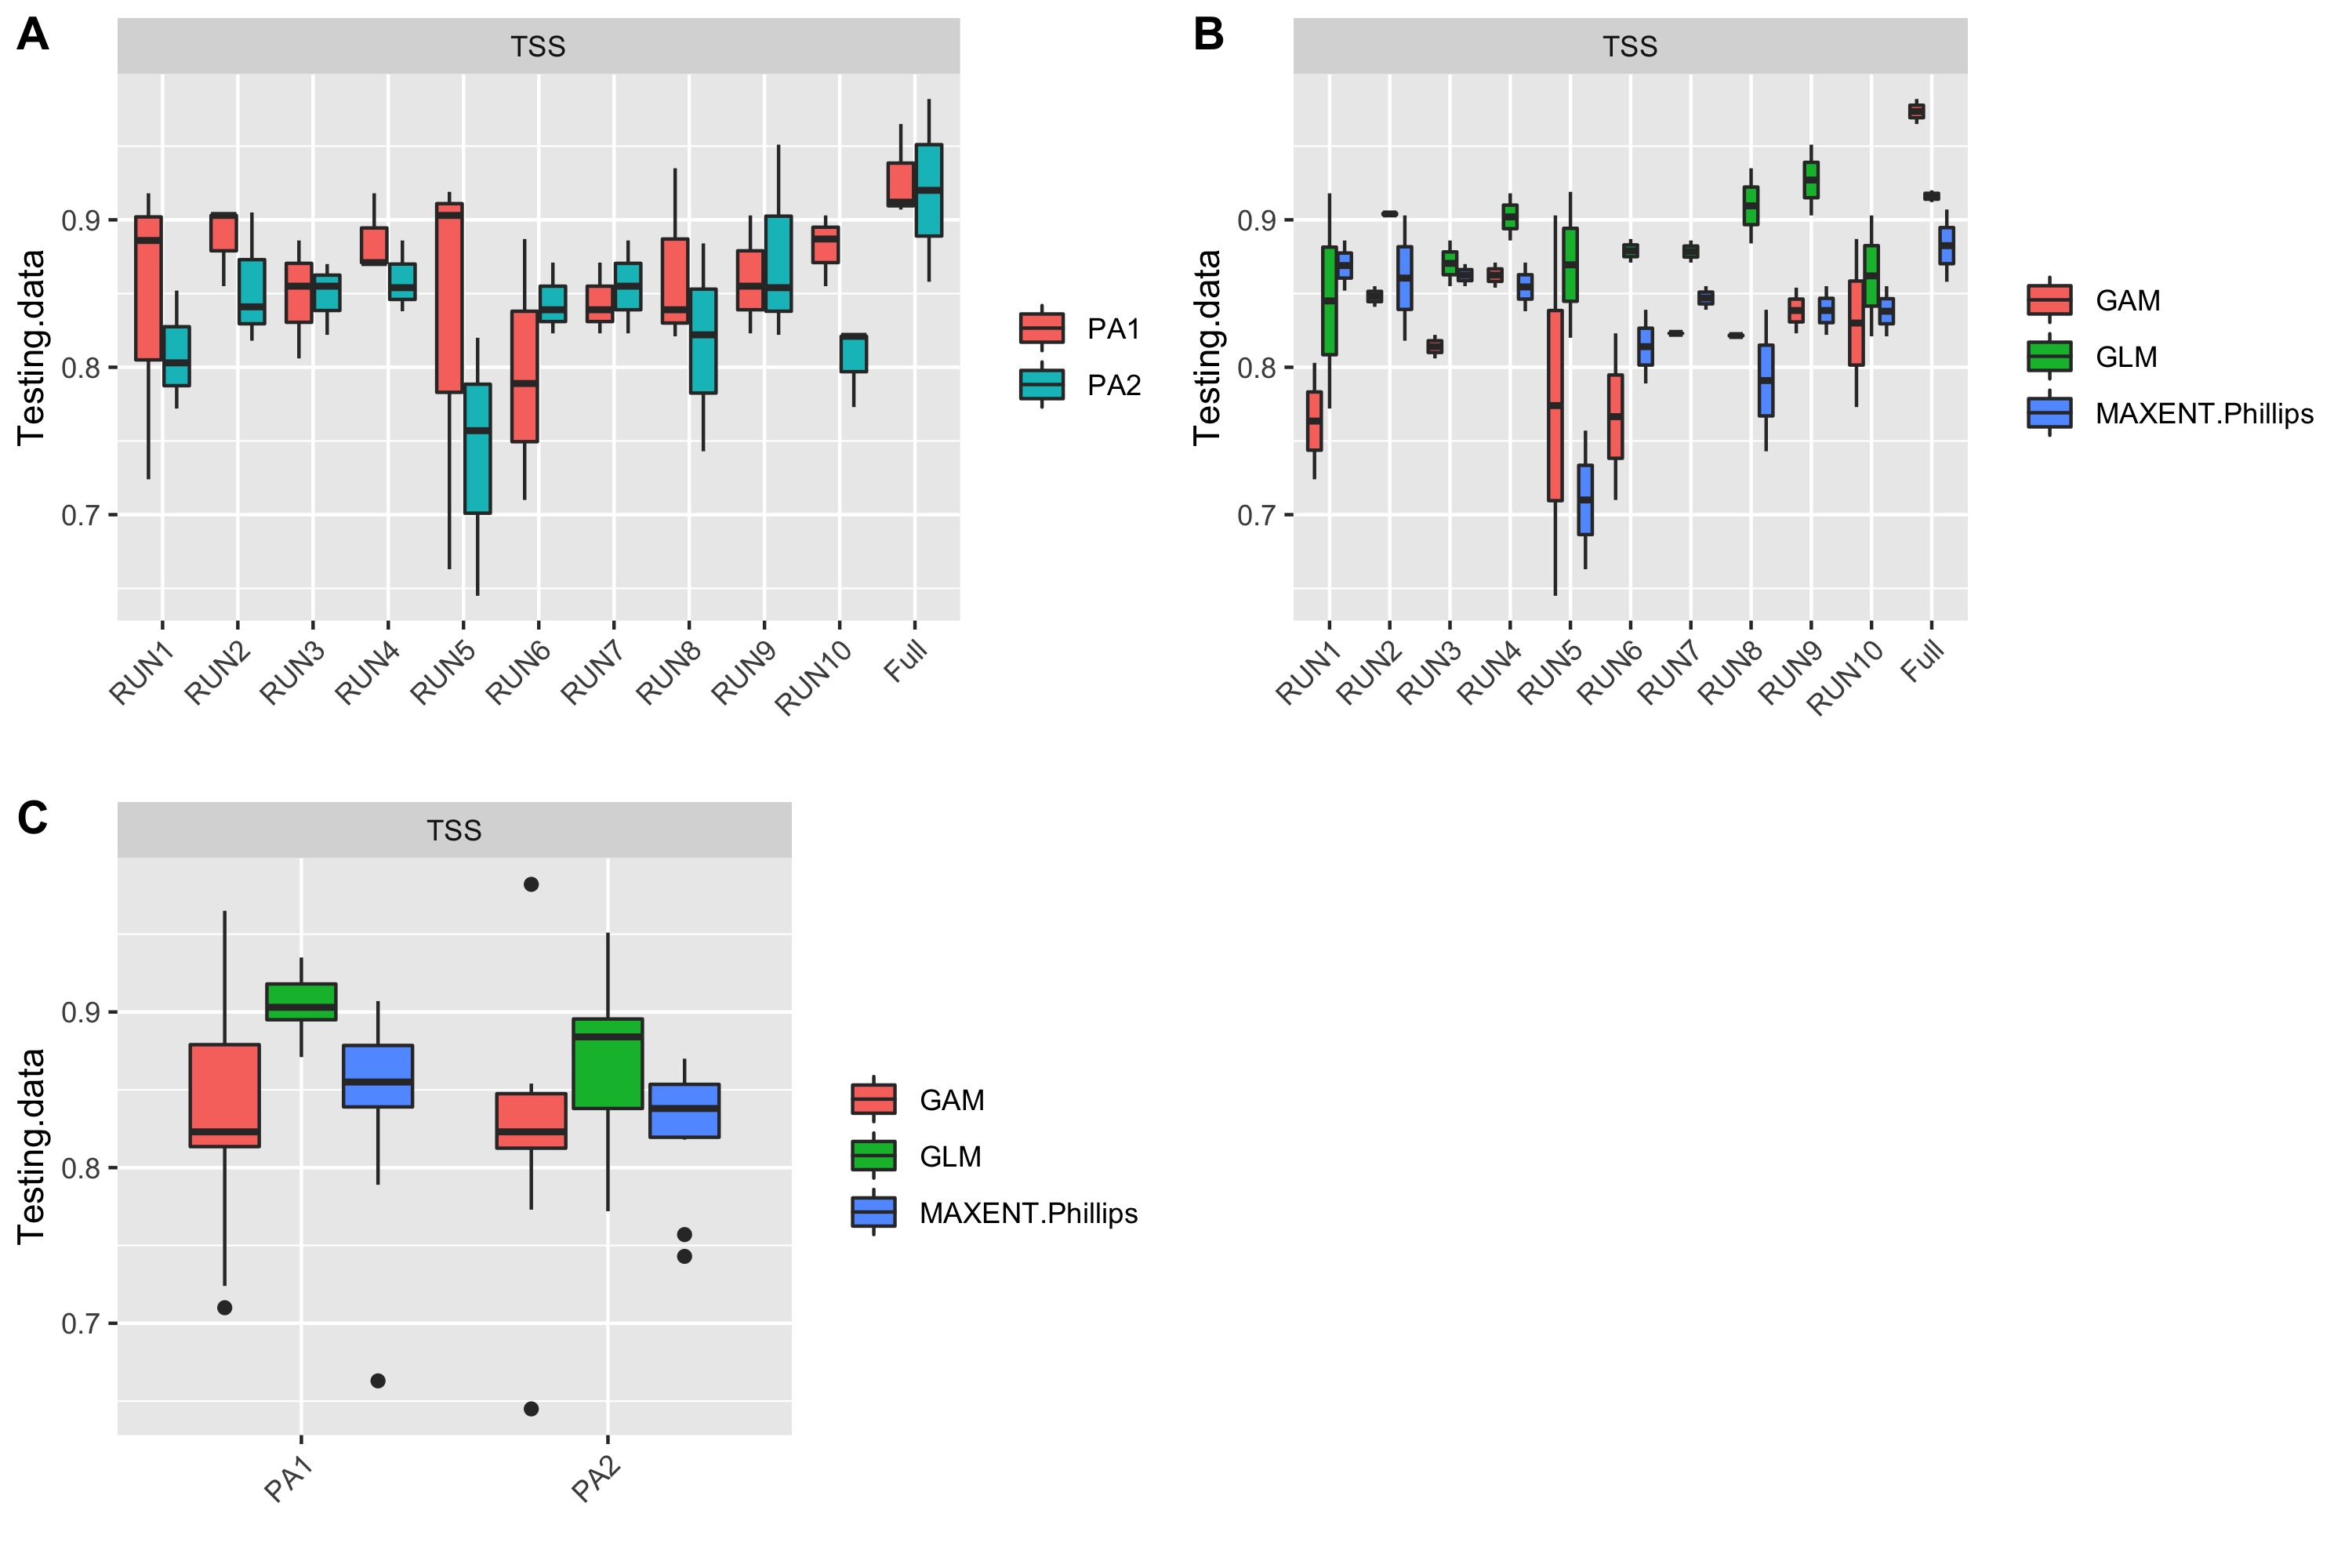 A
TSS
Testing.data
0.9
0.8
0.7
RUN1
RUN2
RUN3
RUN4
RUN5
RUN6
RUN7
RUN8
RUN9
RUN10
Full
PA1
PA2
B
TSS
Testing.data
0.9
0.8
0.7
RUN1
RUN2
RUN3
RUN4
RUN5
RUN6
RUN7
RUN8
RUN9
RUN10
Full
GAM
GLM
MAXENT.Phillips
C
TSS
Testing.data
0.9
0.8
0.7
PA1
PA2
GAM
GLM
MAXENT.Phillips